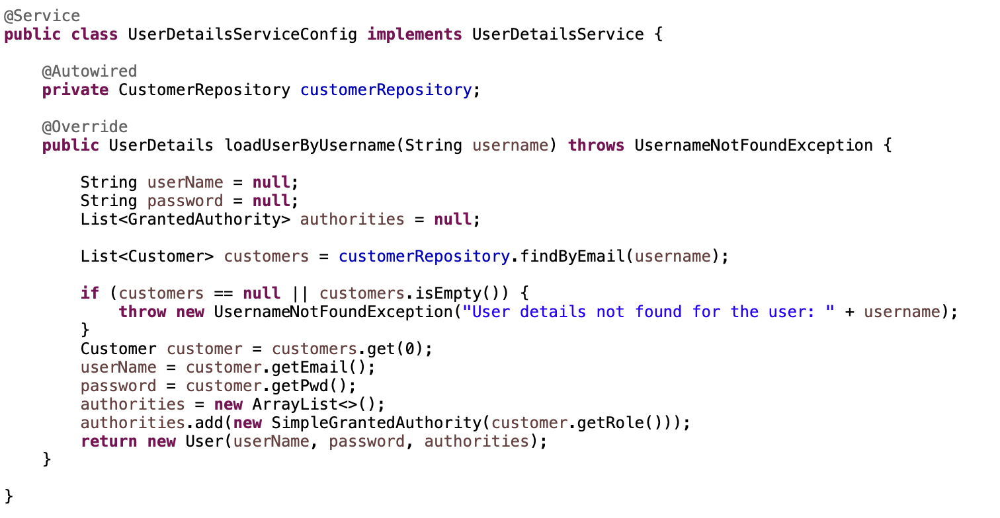 @Service
public class UserDetailsServiceConfig implements UserDetailsService {
@Autowired
private CustomerRepository customerRepository;
@Override
public UserDetails loadUserByUsername(String username) throws UsernameNotFoundException {
String userName = null;
String password = null;
List<GrantedAuthority> authorities = null;
List<Customer> customers = customerRepository.findByEmail(username);
if (customers == null || customers.isEmpty()) {
throw new UsernameNotFoundException("User details not found for the user: " + username);
}
Customer customer = customers.get(0);
userName = customer.getEmail();
password = customer.getPwd();
authorities = new ArrayList<>();
authorities.add(new SimpleGrantedAuthority(customer.getRole()));
return new User(userName, password, authorities);
}
}